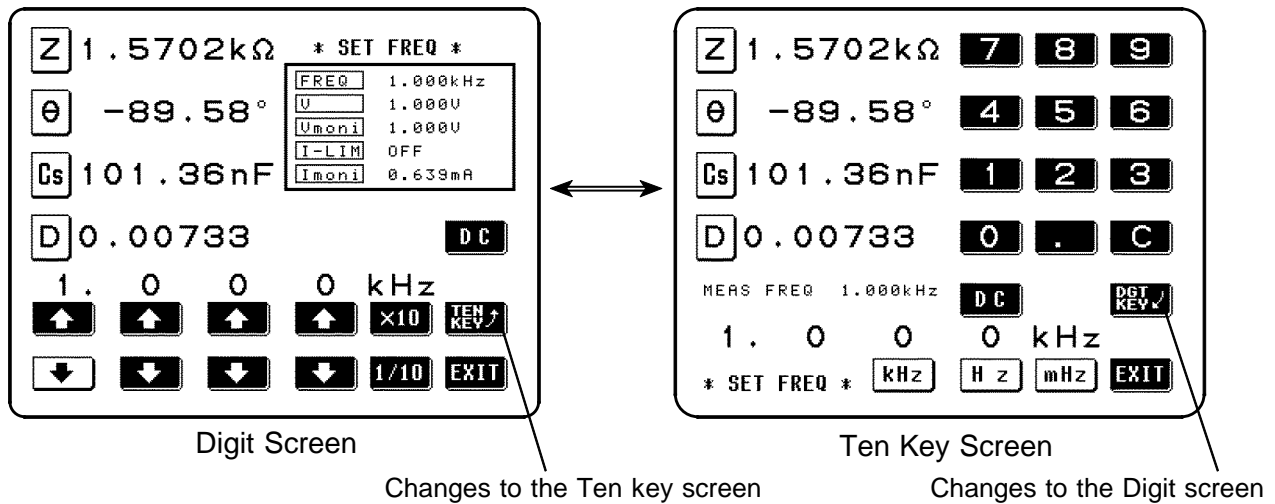 Z 1.5702kΩ * SET FREQ *
FREQ 1.000kHz
θ -89.58° V 1.000V
Vmoni 1.000V
I-LIM OFF
Cs 101.36nF Imoni 0.639mA
D 0.00733 DC
1. 0 0 0 kHz
×10 TEN KEY
1/10 EXIT
Digit Screen
Changes to the Ten key screen
Z 1.5702kΩ 7 8 9
θ -89.58° 4 5 6
Cs 101.36nF 1 2 3
D 0.00733 0 . C
MEAS FREQ 1.000kHz DC DGT KEY
1. 0 0 0 kHz
* SET FREQ * kHz Hz mHz EXIT
Ten Key Screen
Changes to the Digit screen